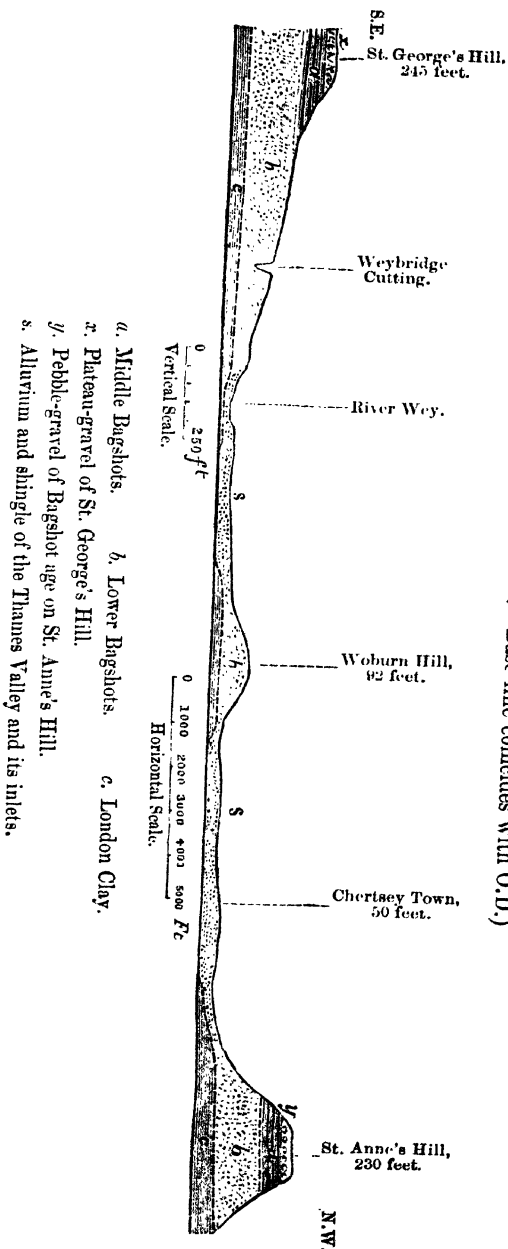 coincides with O.D.)
S.E.
N.W.
St. George's Hill,
245 feet.
Weybridge
Cutting.
River Wey.
Woburn Hill,
92 feet.
Chertsey Town,
50 feet.
St. Anne's Hill,
230 feet.
x
a
b
c
s
b
s
y
b
c
0 250 ft
Vertical Scale.
0 1000 2000 3000 4000 5000 Ft
Horizontal Scale.
a. Middle Bagshots. b. Lower Bagshots. c. London Clay.
x. Plateau-gravel of St. George's Hill.
y. Pebble-gravel of Bagshot age on St. Anne's Hill.
s. Alluvium and shingle of the Thames Valley and its inlets.